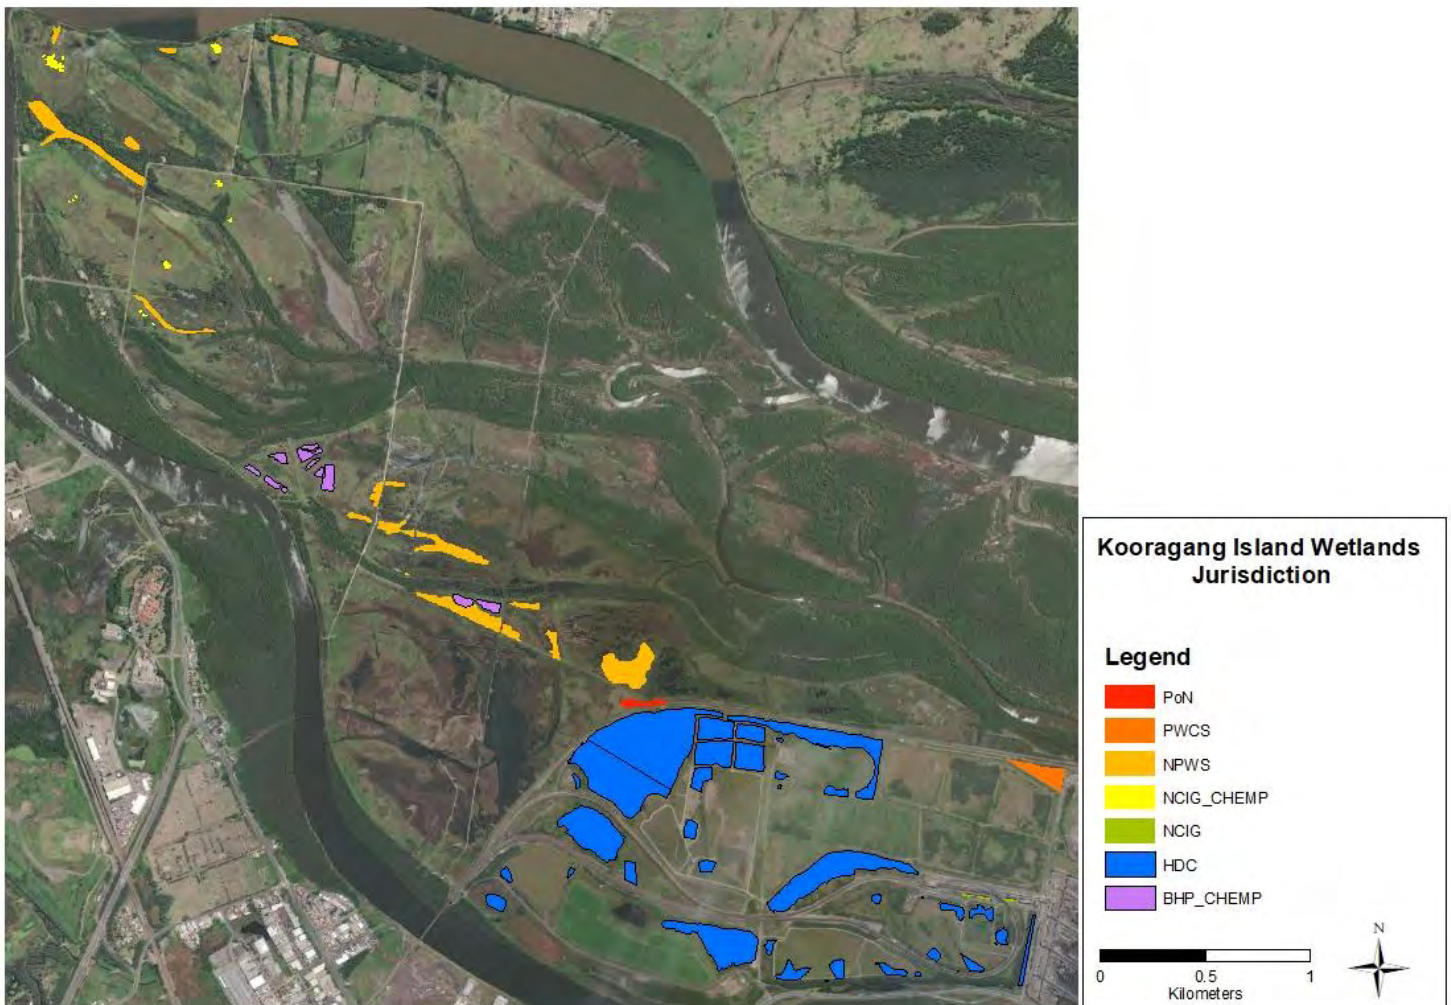 Kooragang Island Wetlands
Jurisdiction
Legend
PoN
PWCS
NPWS
NCIG_CHEMP
NCIG
HDC
BHP_CHEMP
N
0 0.5 1
Kilometers